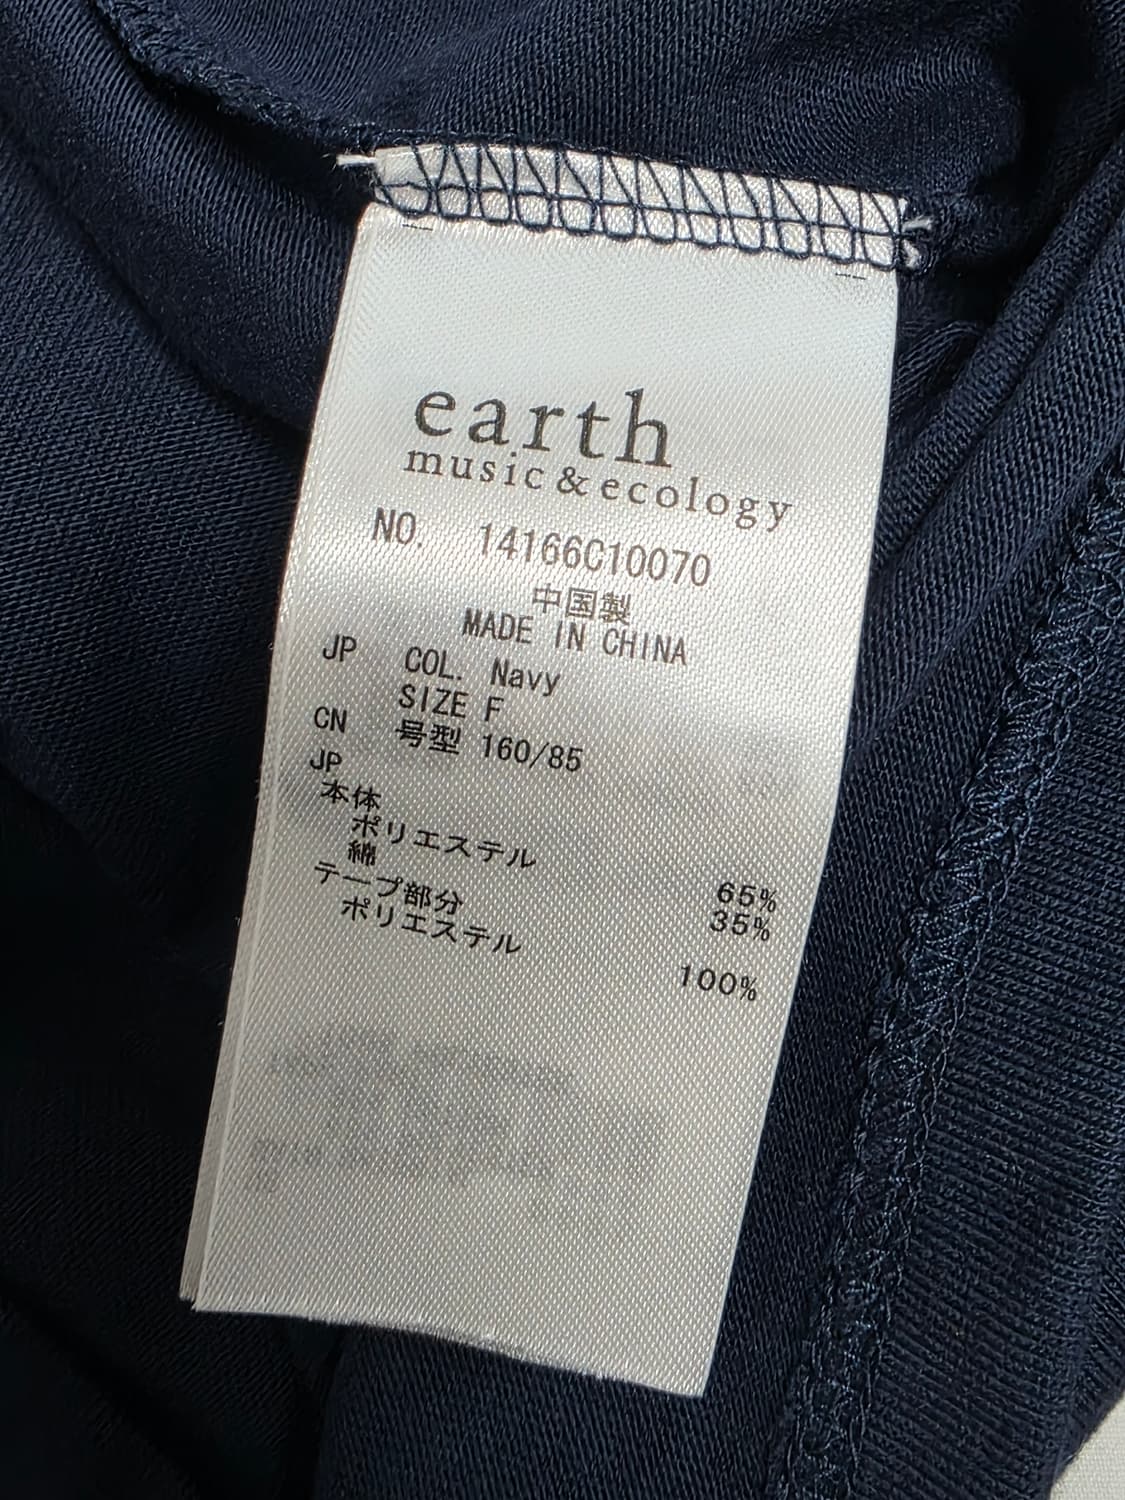 earth
music&ecology
NO. 14166C10070
中国製
MADE IN CHINA
JP COL. Navy
SIZE F
CN 号型 160/85
JP
本体
ポリエステル 65%
綿 35%
テープ部分
ポリエステル 100%